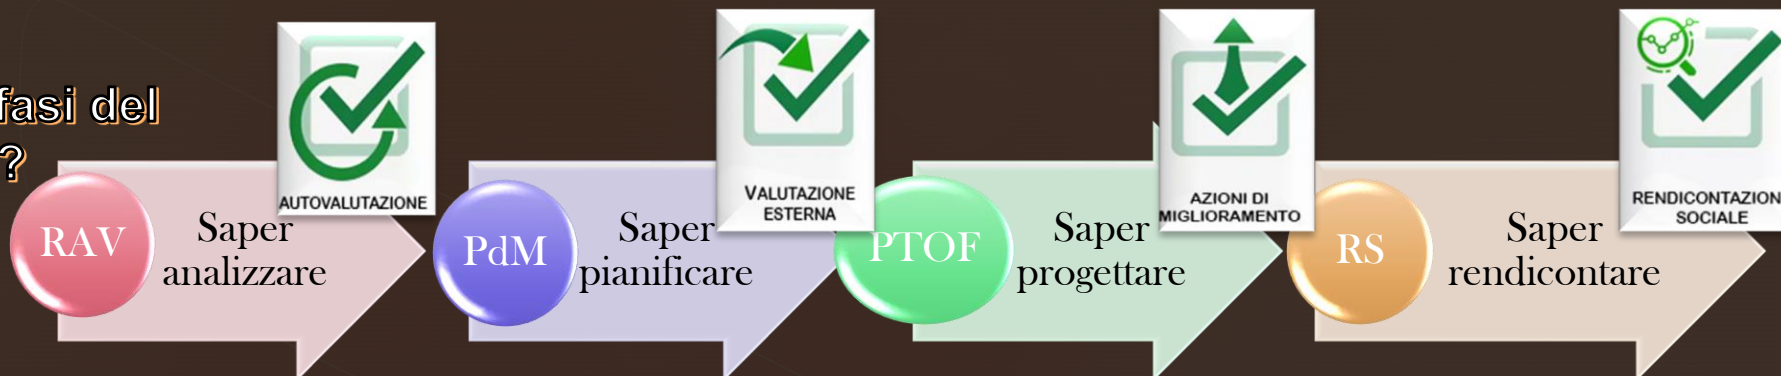 fasi del
?
RAV
Saper
analizzare
AUTOVALUTAZIONE
PdM
Saper
pianificare
VALUTAZIONE
ESTERNA
PTOF
Saper
progettare
AZIONI DI
MIGLIORAMENTO
RS
Saper
rendicontare
RENDICONTAZION
SOCIALE